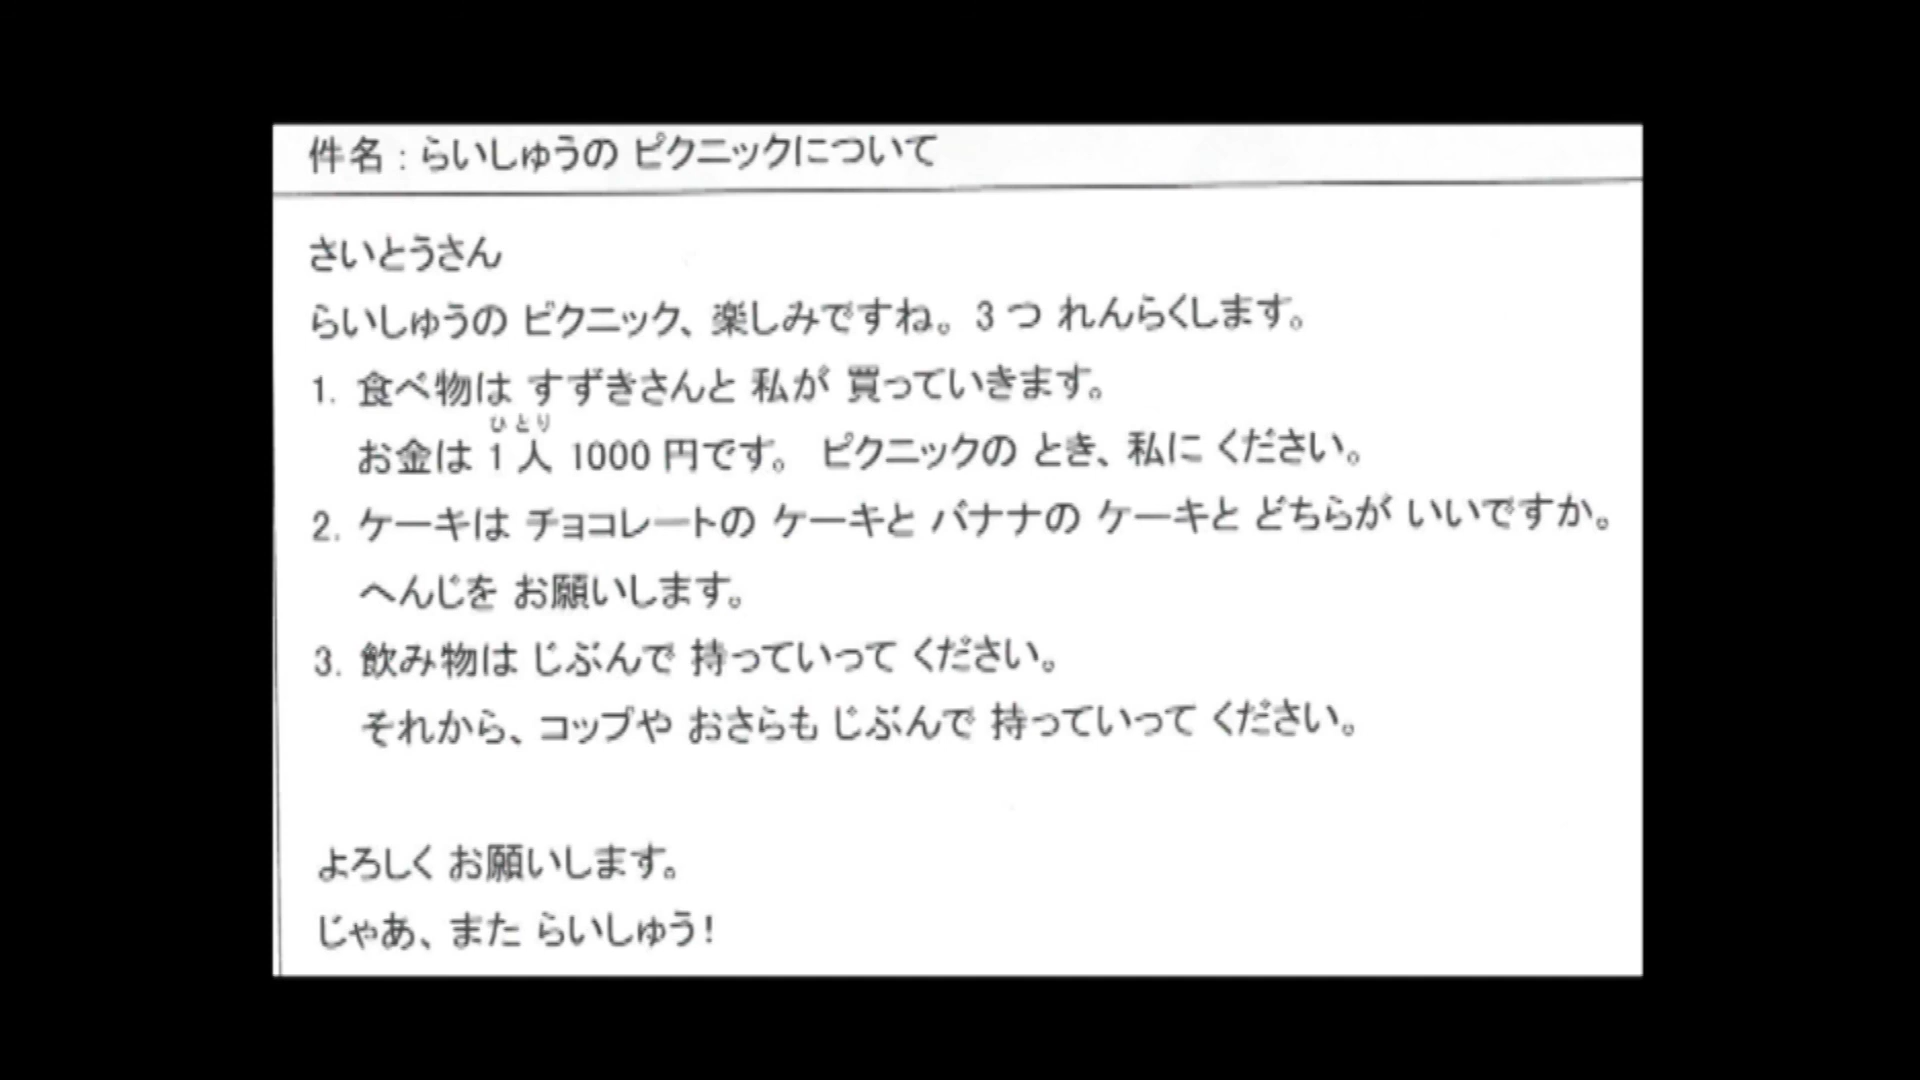 件名：らいしゅうの ピクニックについて
さいとうさん
らいしゅうの ピクニック、楽しみですね。3つ れんらくします。
1. 食べ物は すずきさんと 私が 買っていきます。
ひとり
お金は 1人 1000円です。 ピクニックの とき、私に ください。
2. ケーキは チョコレートの ケーキと バナナの ケーキと どちらが いいですか。
へんじを お願いします。
3. 飲み物は じぶんで 持っていって ください。
それから、コップや おさらも じぶんで 持っていって ください。
よろしく お願いします。
じゃあ、また らいしゅう！